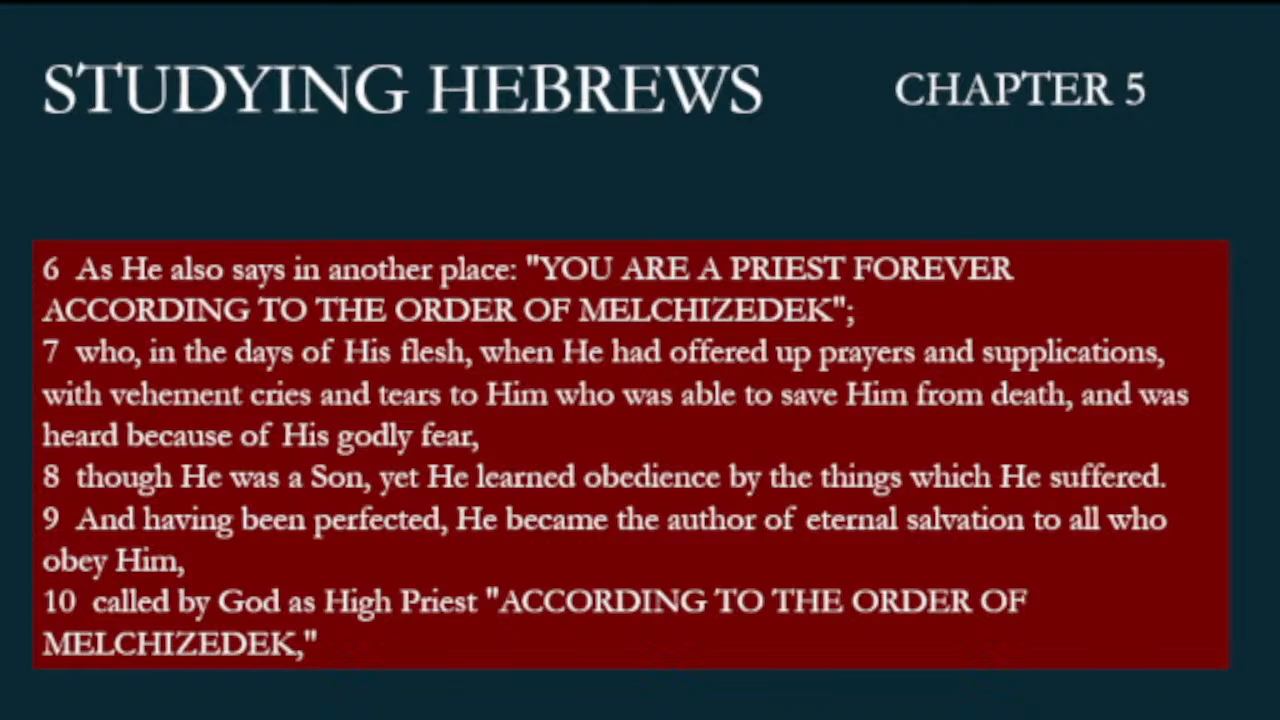 STUDYING HEBREWS
CHAPTER 5
6 As He also says in another place: "YOU ARE A PRIEST FOREVER
ACCORDING TO THE ORDER OF MELCHIZEDEK";
7 who, in the days of His flesh, when He had offered up prayers and supplications,
with vehement cries and tears to Him who was able to save Him from death, and was
heard because of His godly fear,
8 though He was a Son, yet He learned obedience by the things which He suffered.
9 And having been perfected, He became the author of eternal salvation to all who
obey Him,
10 called by God as High Priest "ACCORDING TO THE ORDER OF
MELCHIZEDEK,"